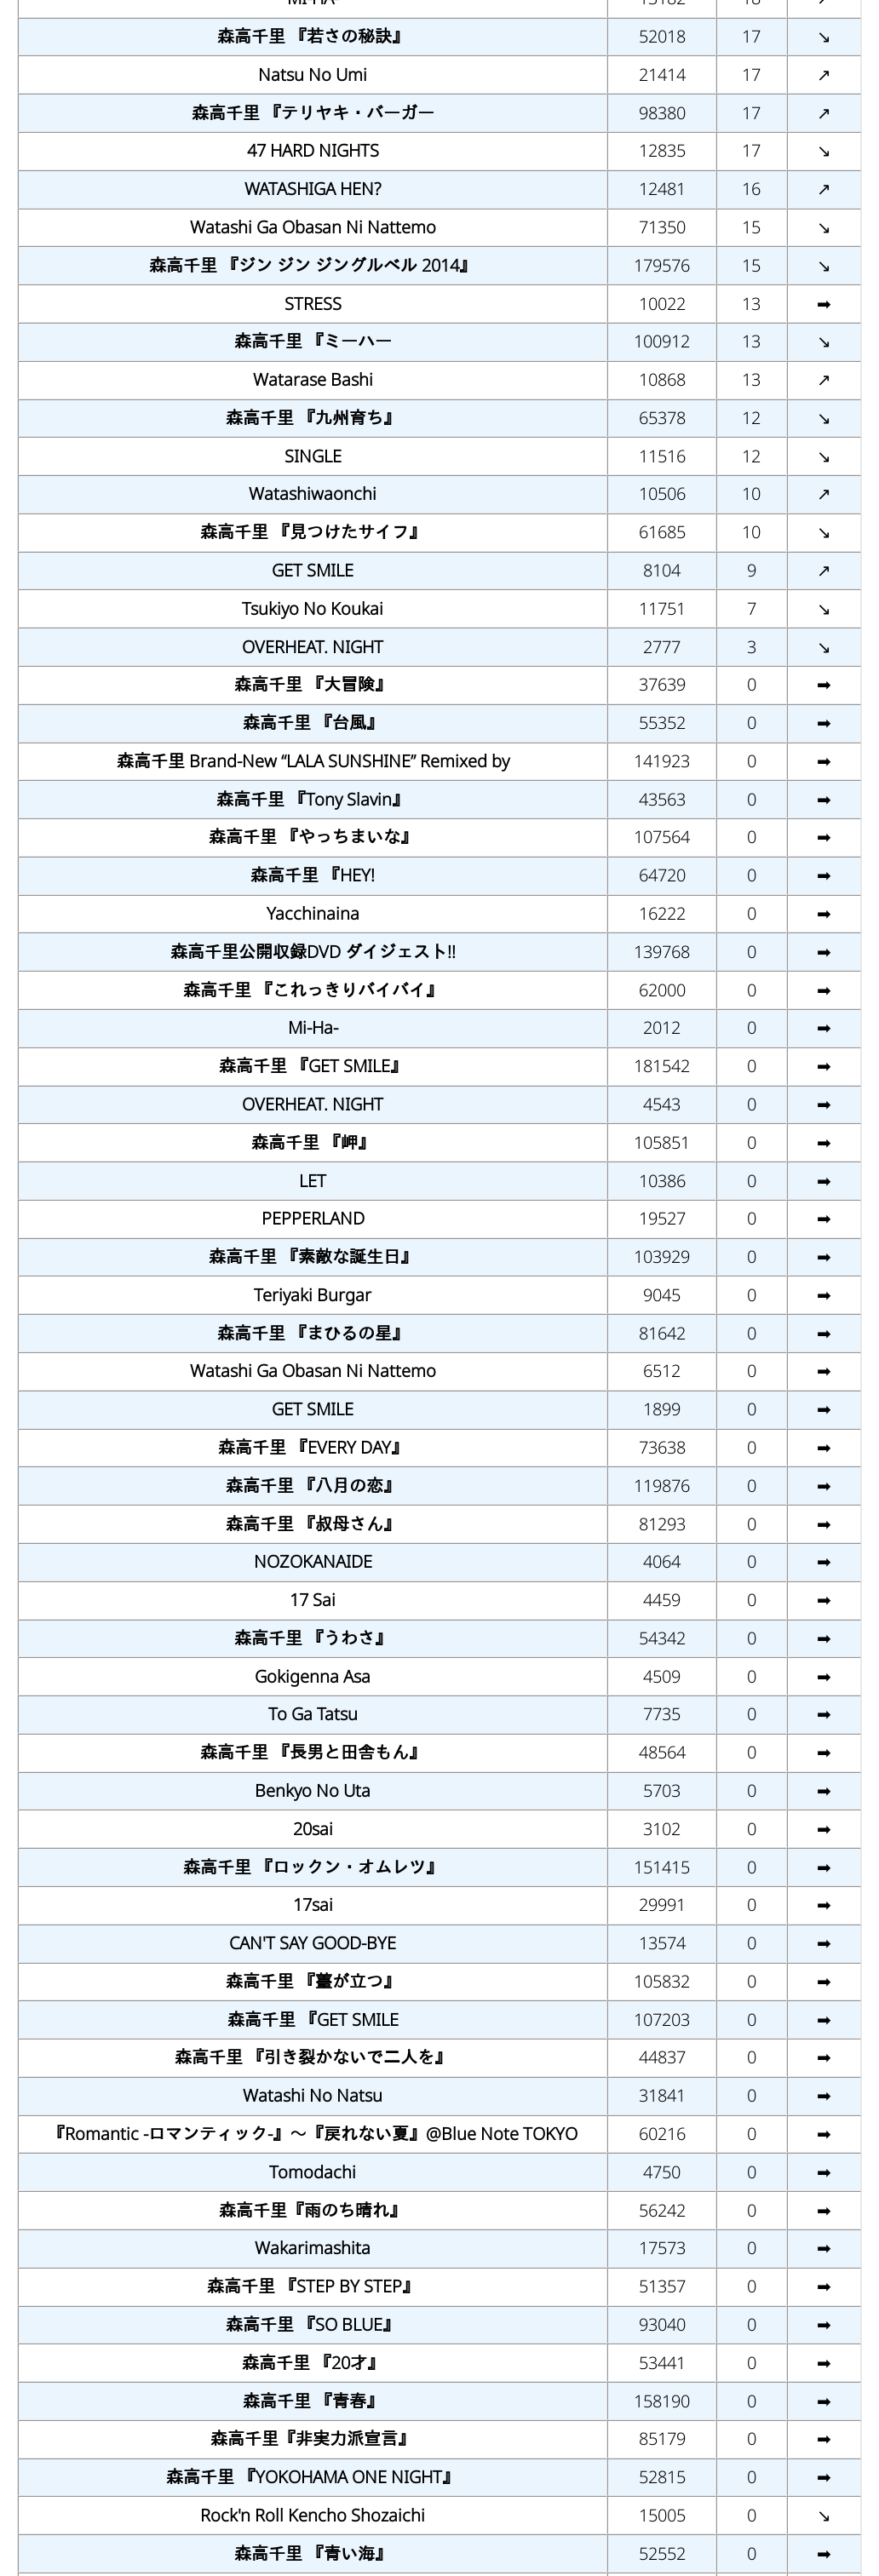 MI-HA- 15182 18 ↗
森高千里 『若さの秘訣』 52018 17 ↘
Natsu No Umi 21414 17 ↗
森高千里 『テリヤキ・バーガー 98380 17 ↗
47 HARD NIGHTS 12835 17 ↘
WATASHIGA HEN? 12481 16 ↗
Watashi Ga Obasan Ni Nattemo 71350 15 ↘
森高千里 『ジン ジン ジングルベル 2014』 179576 15 ↘
STRESS 10022 13 ➡
森高千里 『ミーハー 100912 13 ↘
Watarase Bashi 10868 13 ↗
森高千里 『九州育ち』 65378 12 ↘
SINGLE 11516 12 ↘
Watashiwaonchi 10506 10 ↗
森高千里 『見つけたサイフ』 61685 10 ↘
GET SMILE 8104 9 ↗
Tsukiyo No Koukai 11751 7 ↘
OVERHEAT. NIGHT 2777 3 ↘
森高千里 『大冒険』 37639 0 ➡
森高千里 『台風』 55352 0 ➡
森高千里 Brand-New “LALA SUNSHINE” Remixed by 141923 0 ➡
森高千里 『Tony Slavin』 43563 0 ➡
森高千里 『やっちまいな』 107564 0 ➡
森高千里 『HEY! 64720 0 ➡
Yacchinaina 16222 0 ➡
森高千里公開収録DVD ダイジェスト!! 139768 0 ➡
森高千里 『これっきりバイバイ』 62000 0 ➡
Mi-Ha- 2012 0 ➡
森高千里 『GET SMILE』 181542 0 ➡
OVERHEAT. NIGHT 4543 0 ➡
森高千里 『岬』 105851 0 ➡
LET 10386 0 ➡
PEPPERLAND 19527 0 ➡
森高千里 『素敵な誕生日』 103929 0 ➡
Teriyaki Burgar 9045 0 ➡
森高千里 『まひるの星』 81642 0 ➡
Watashi Ga Obasan Ni Nattemo 6512 0 ➡
GET SMILE 1899 0 ➡
森高千里 『EVERY DAY』 73638 0 ➡
森高千里 『八月の恋』 119876 0 ➡
森高千里 『叔母さん』 81293 0 ➡
NOZOKANAIDE 4064 0 ➡
17 Sai 4459 0 ➡
森高千里 『うわさ』 54342 0 ➡
Gokigenna Asa 4509 0 ➡
To Ga Tatsu 7735 0 ➡
森高千里 『長男と田舎もん』 48564 0 ➡
Benkyo No Uta 5703 0 ➡
20sai 3102 0 ➡
森高千里 『ロックン・オムレツ』 151415 0 ➡
17sai 29991 0 ➡
CAN'T SAY GOOD-BYE 13574 0 ➡
森高千里 『薹が立つ』 105832 0 ➡
森高千里 『GET SMILE 107203 0 ➡
森高千里 『引き裂かないで二人を』 44837 0 ➡
Watashi No Natsu 31841 0 ➡
『Romantic -ロマンティック-』～『戻れない夏』@Blue Note TOKYO 60216 0 ➡
Tomodachi 4750 0 ➡
森高千里『雨のち晴れ』 56242 0 ➡
Wakarimashita 17573 0 ➡
森高千里 『STEP BY STEP』 51357 0 ➡
森高千里 『SO BLUE』 93040 0 ➡
森高千里 『20才』 53441 0 ➡
森高千里 『青春』 158190 0 ➡
森高千里『非実力派宣言』 85179 0 ➡
森高千里 『YOKOHAMA ONE NIGHT』 52815 0 ➡
Rock'n Roll Kencho Shozaichi 15005 0 ↘
森高千里 『青い海』 52552 0 ➡